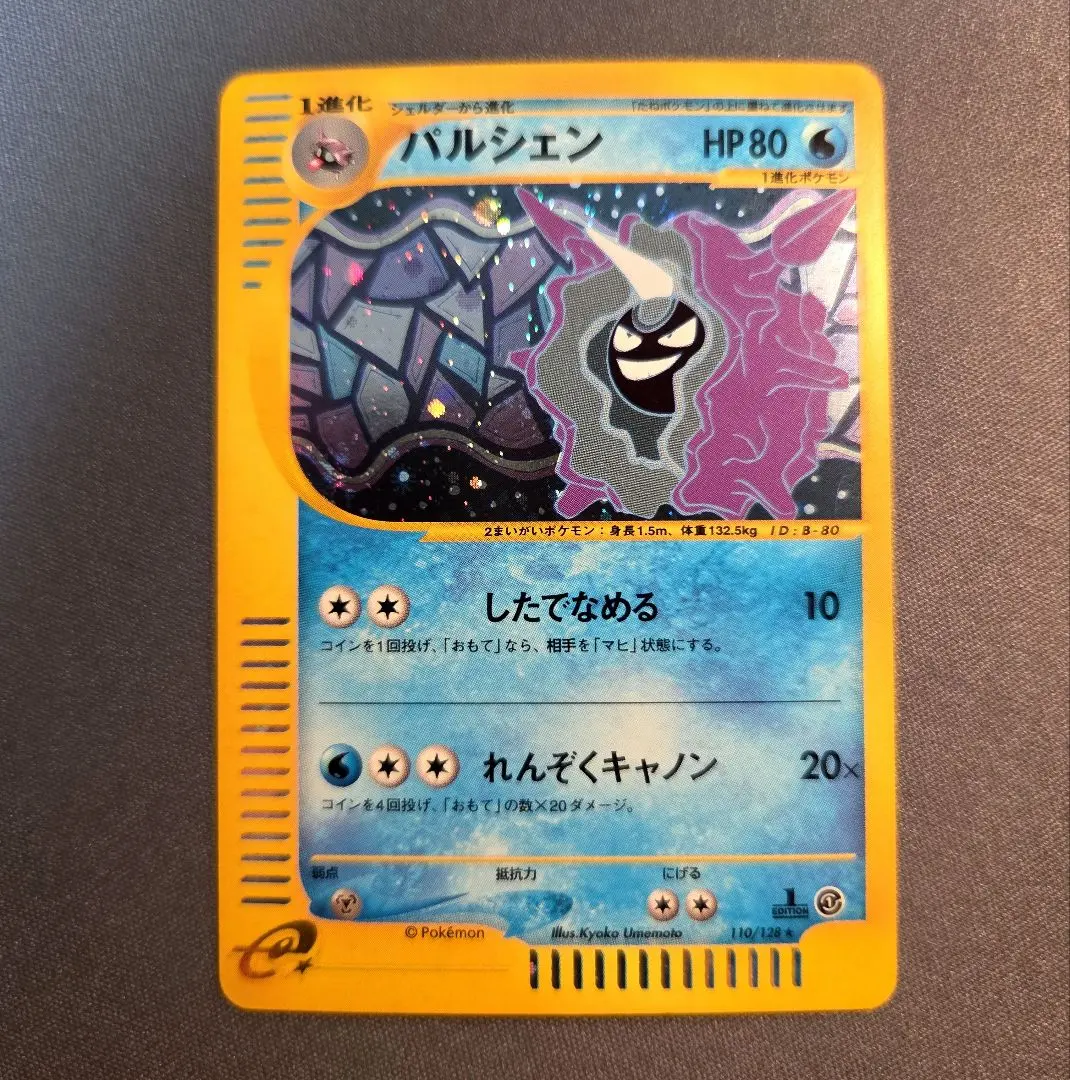 1進化 シェルダーから進化 「たねポケモン」の上に重ねて進化させます
パルシェン HP80
1進化ポケモン
2まいがいポケモン：身長1.5m、体重132.5kg ID:B-80
したでなめる 10
コインを1回投げ、「おもて」なら、相手を「マヒ」状態にする。
れんぞくキャノン 20×
コインを4回投げ、「おもて」の数×20ダメージ。
弱点 抵抗力 にげる
1 EDITION
© Pokémon Illus.Kyoko Umemoto 110/128 ★
e